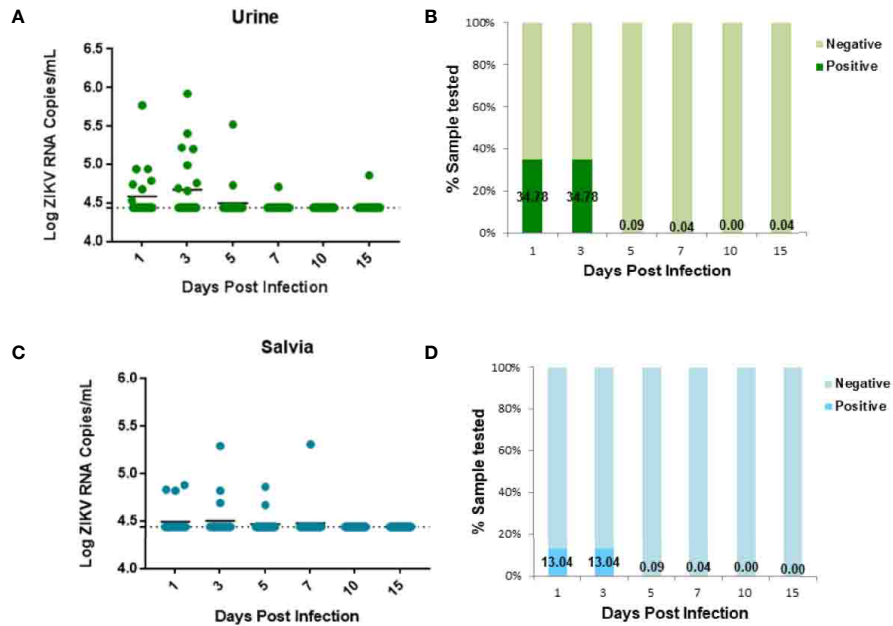 A
Urine
Log ZIKV RNA Copies/mL
6.5
6.0
5.5
5.0
4.5
4.0
1 3 5 7 10 15
Days Post Infection
B
% Sample tested
100%
80%
60%
40%
20%
0%
34.78 34.78 0.09 0.04 0.00 0.04
1 3 5 7 10 15
Days Post Infection
Negative
Positive
C
Salvia
Log ZIKV RNA Copies/mL
6.0
5.5
5.0
4.5
4.0
1 3 5 7 10 15
Days Post Infection
D
% Sample tested
100%
80%
60%
40%
20%
0%
13.04 13.04 0.09 0.04 0.00 0.00
1 3 5 7 10 15
Days Post Infection
Negative
Positive